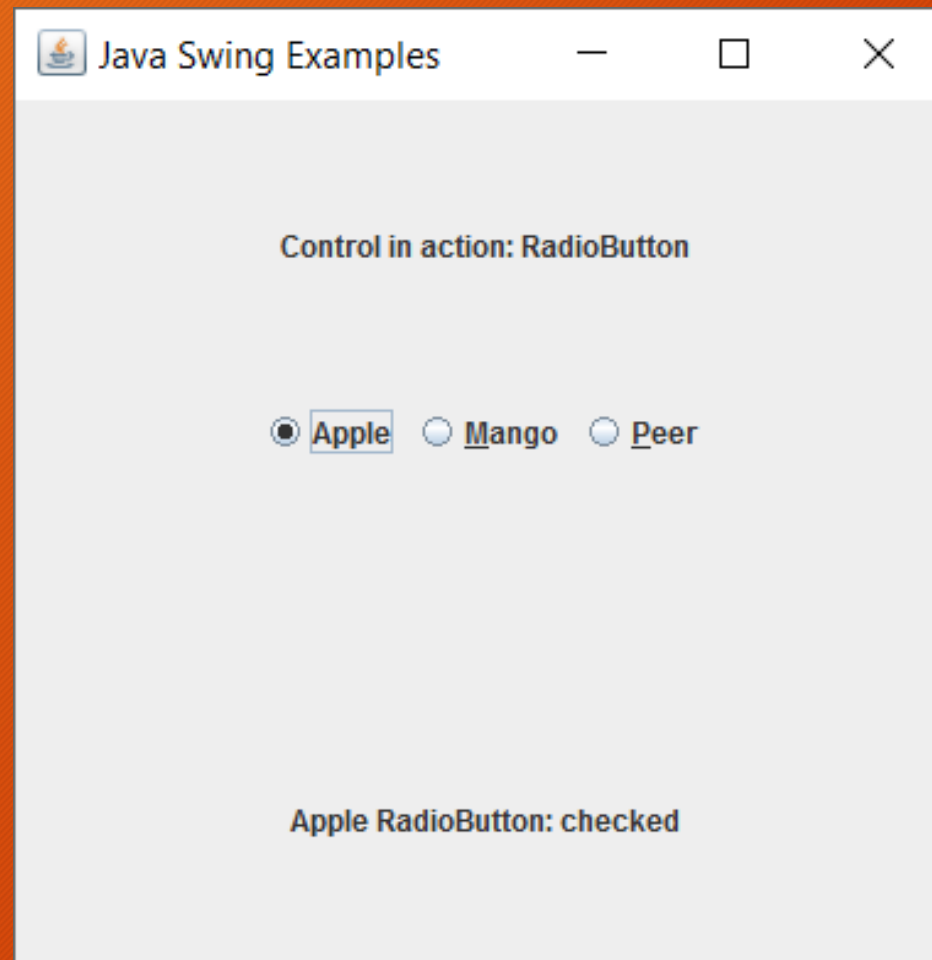 Java Swing Examples
Control in action: RadioButton
Apple Mango Peer
Apple RadioButton: checked